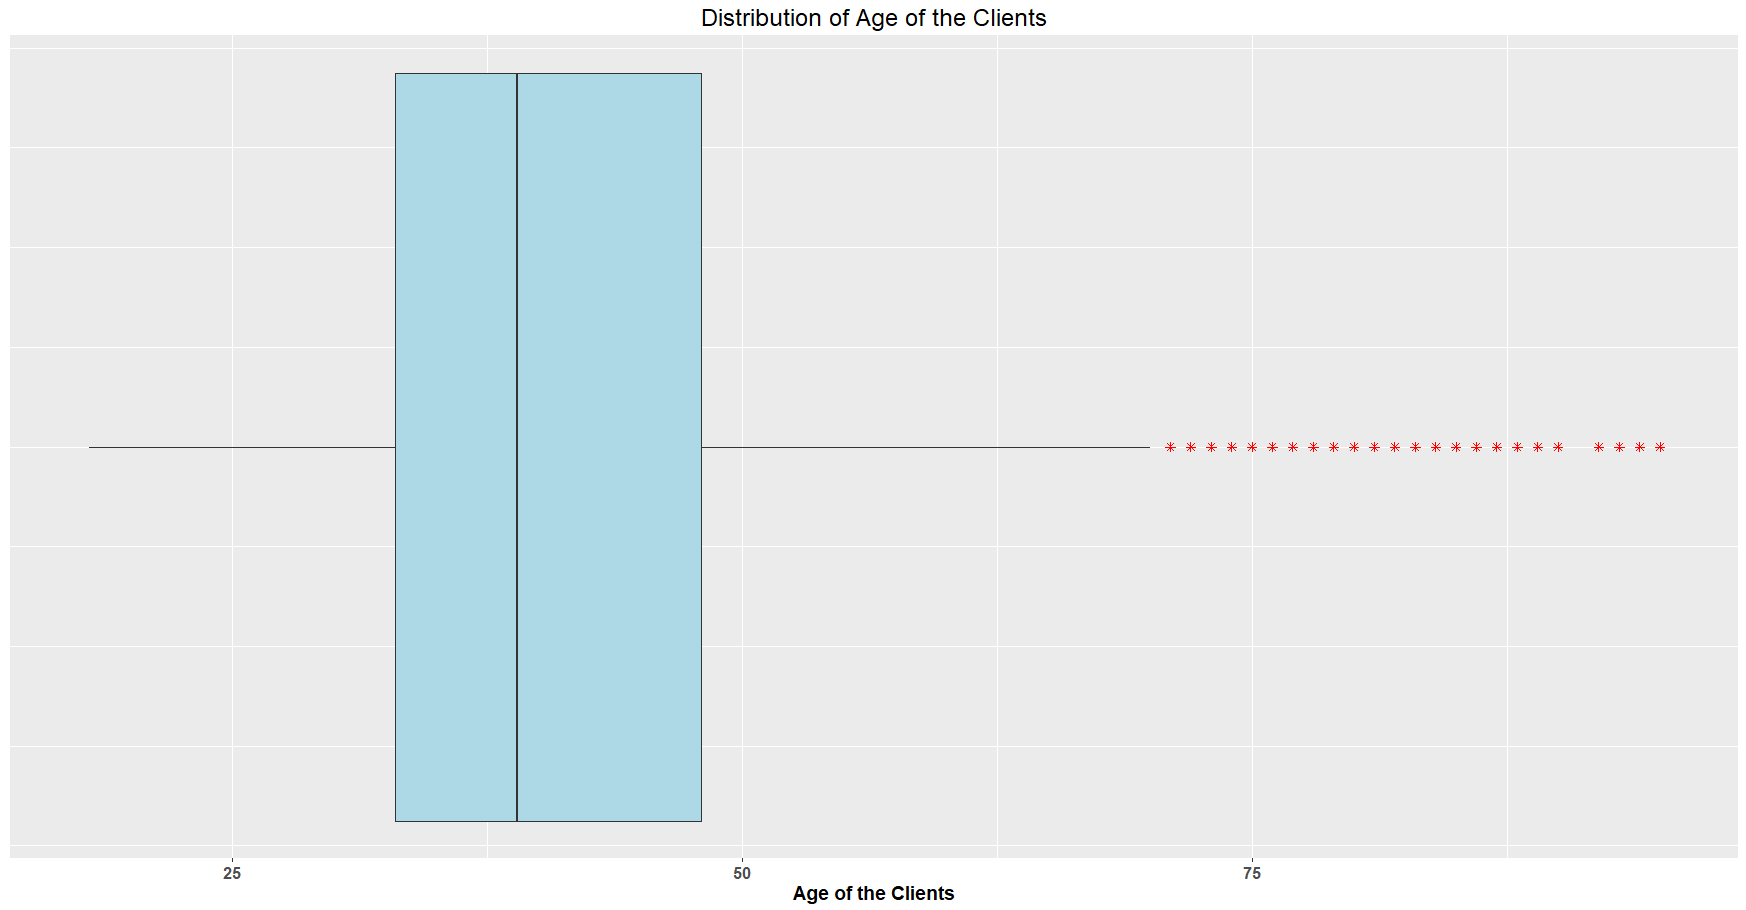 Distribution of Age of the Clients
25 50 75
Age of the Clients